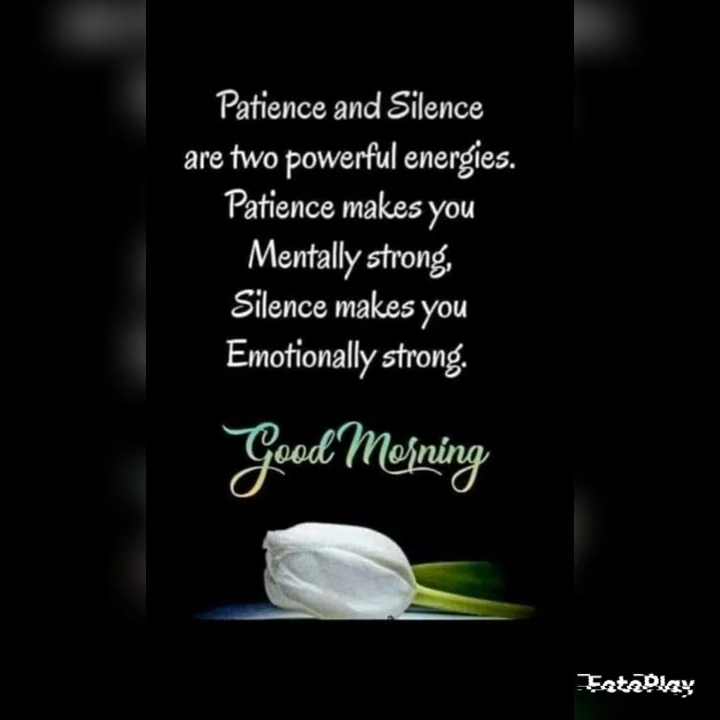 Patience and Silence
are two powerful energies.
Patience makes you
Mentally strong,
Silence makes you
Emotionally strong.
Good Morning